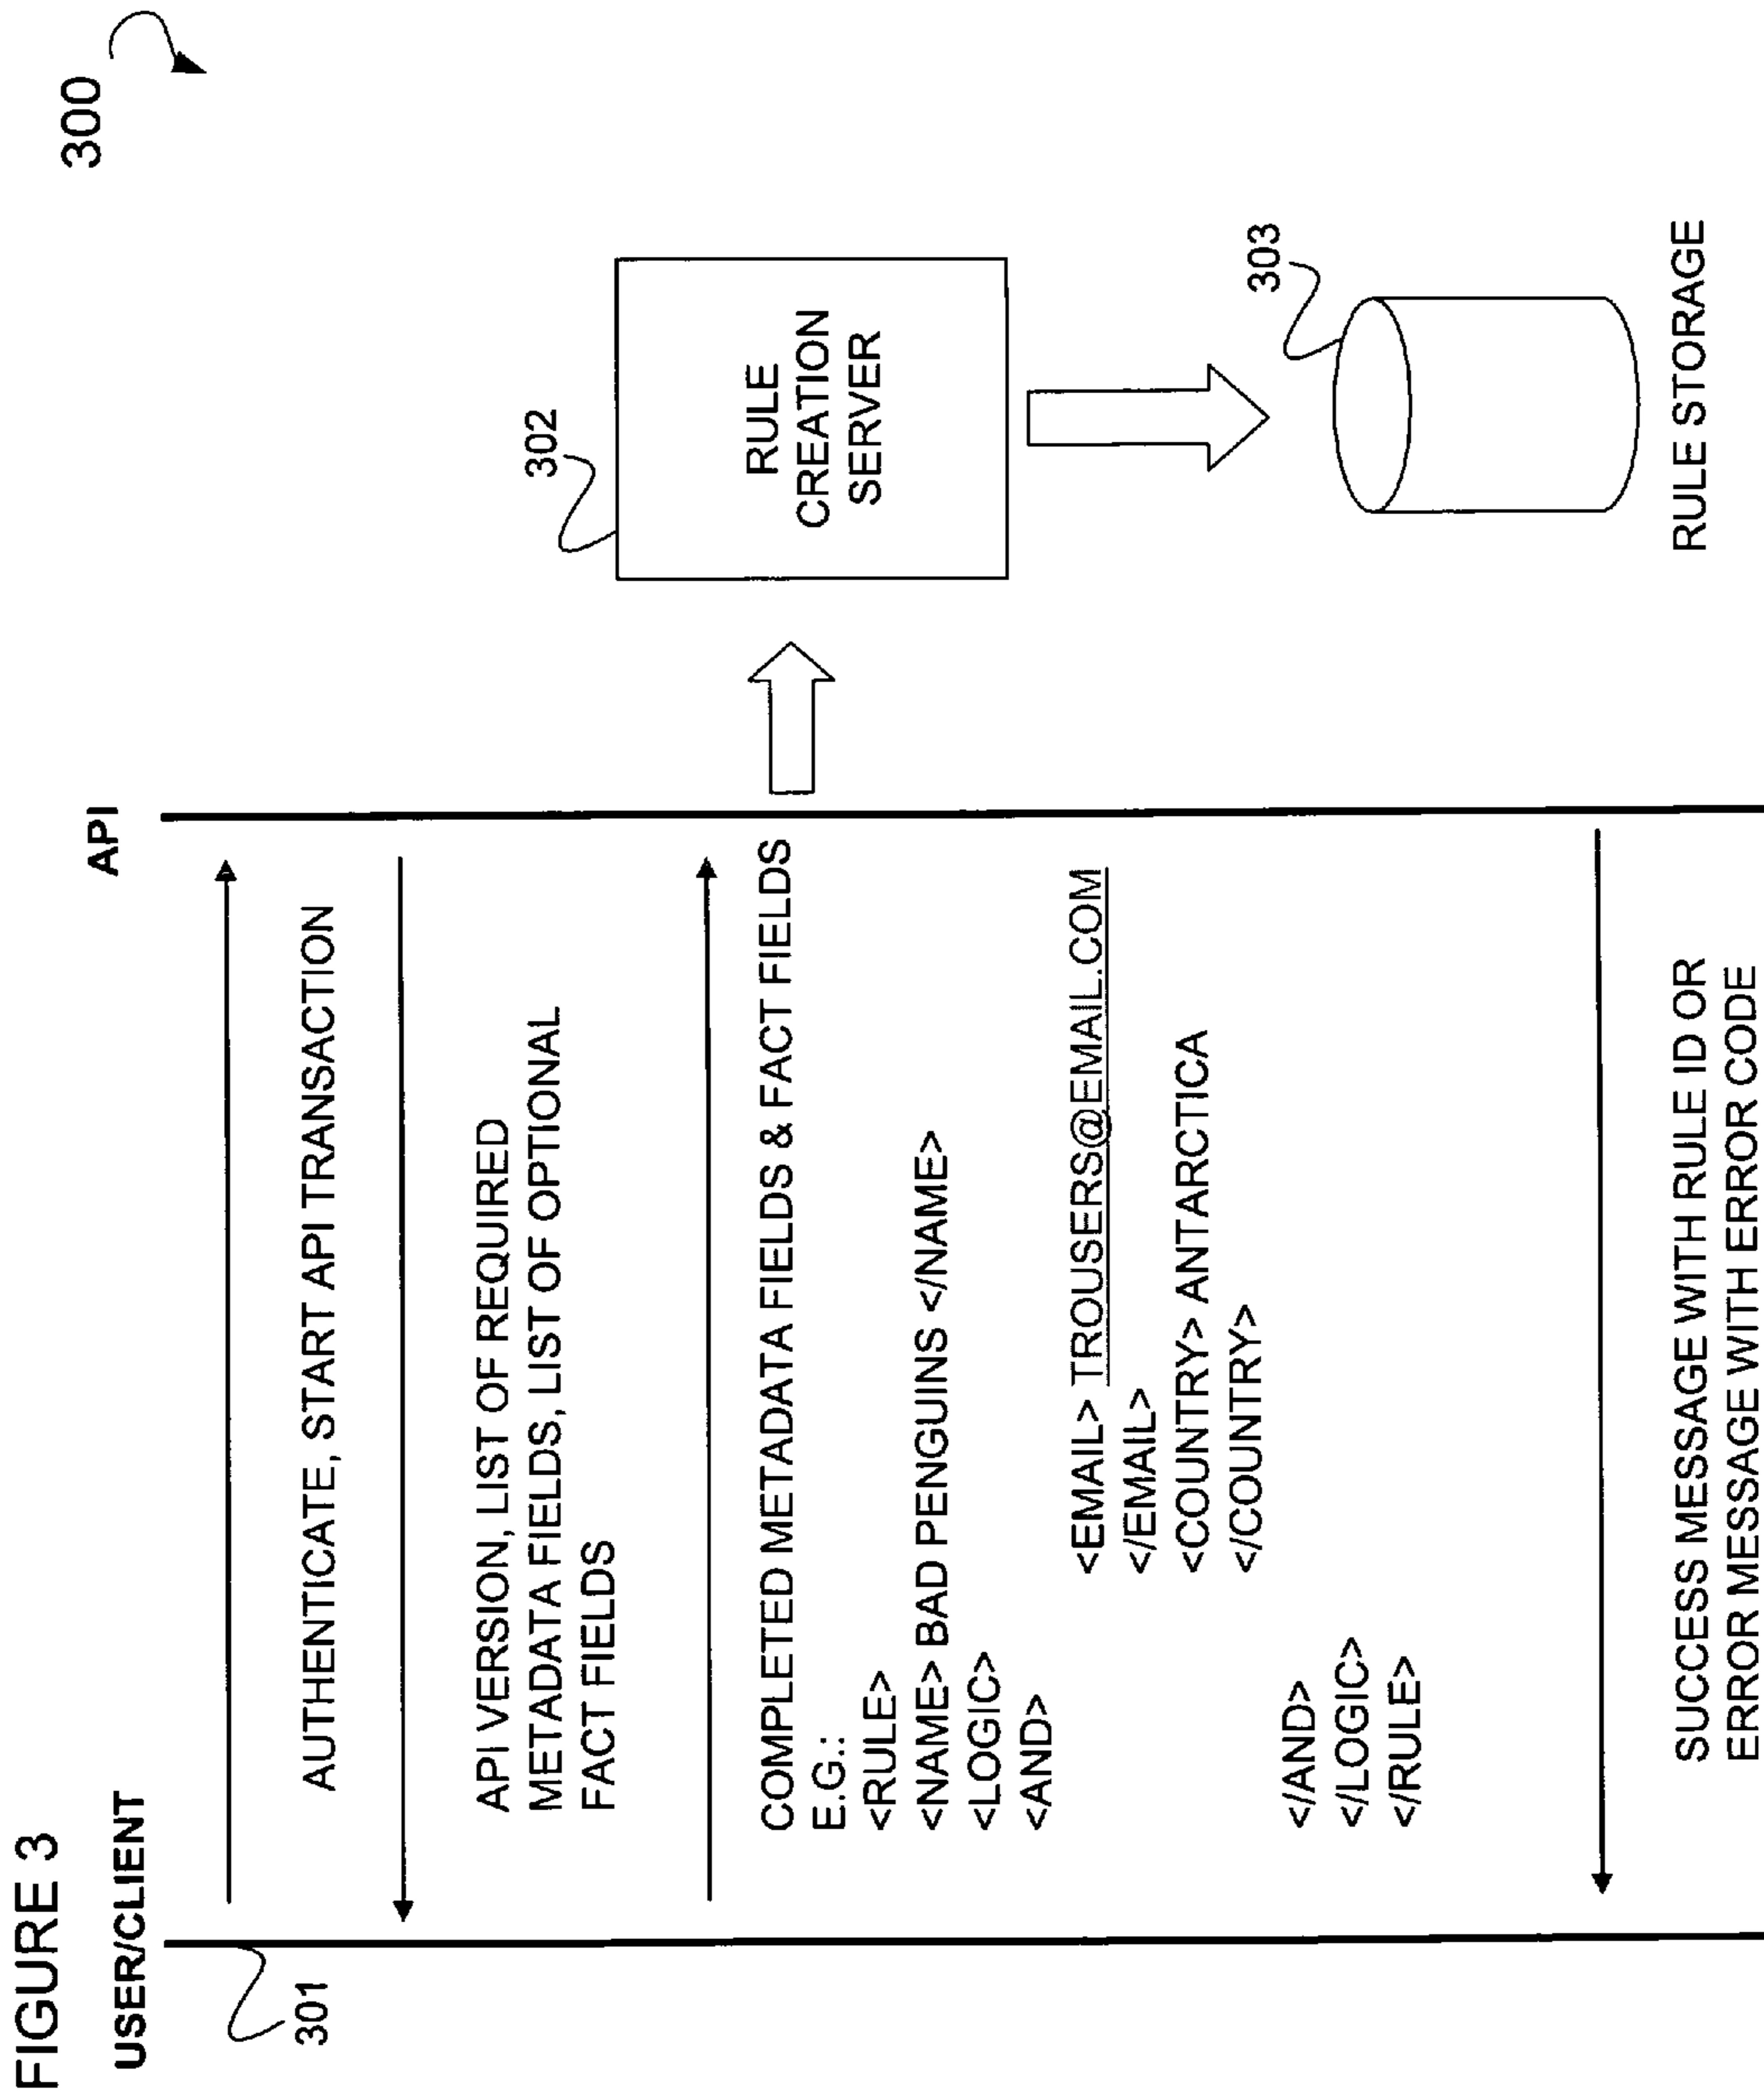 FIGURE 3
300
USER/CLIENT
API
301
AUTHENTICATE, START API TRANSACTION
API VERSION, LIST OF REQUIRED
METADATA FIELDS, LIST OF OPTIONAL
FACT FIELDS
COMPLETED METADATA FIELDS & FACT FIELDS
E.G.:
<RULE>
<NAME> BAD PENGUINS </NAME>
<LOGIC>
<AND>
<EMAIL> TROUSERS@EMAIL.COM
</EMAIL>
<COUNTRY> ANTARCTICA
</COUNTRY>
</AND>
</LOGIC>
</RULE>
SUCCESS MESSAGE WITH RULE ID OR
ERROR MESSAGE WITH ERROR CODE
302
RULE
CREATION
SERVER
303
RULE STORAGE